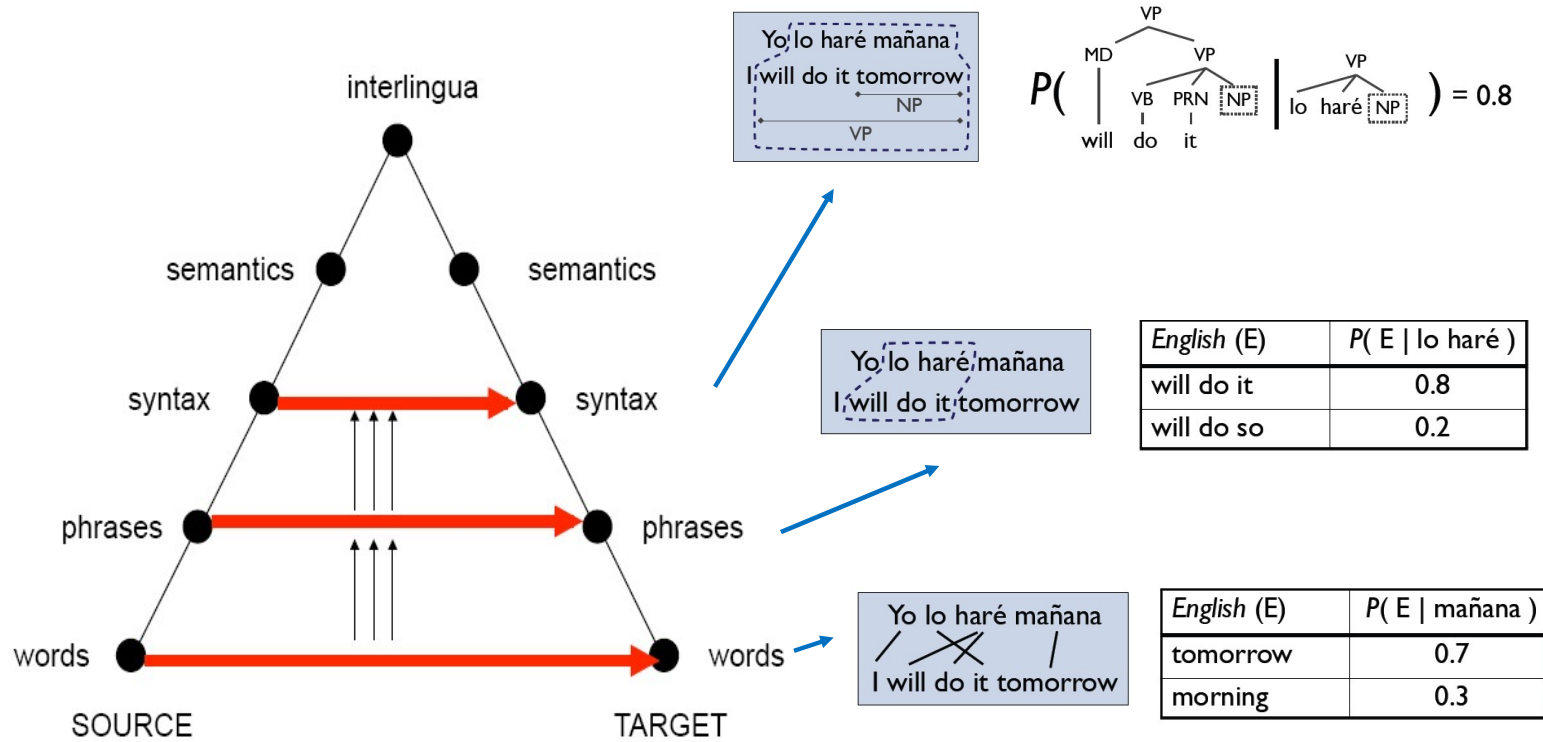 interlingua
semantics semantics
syntax syntax
phrases phrases
words words
SOURCE TARGET
Yo lo haré mañana
I will do it tomorrow
NP
VP
VP
MD VP
VB PRN NP
will do it
P( | ) = 0.8
VP
lo haré NP
Yo lo haré mañana
I will do it tomorrow
English (E) P( E | lo haré )
will do it 0.8
will do so 0.2
Yo lo haré mañana
I will do it tomorrow
English (E) P( E | mañana )
tomorrow 0.7
morning 0.3